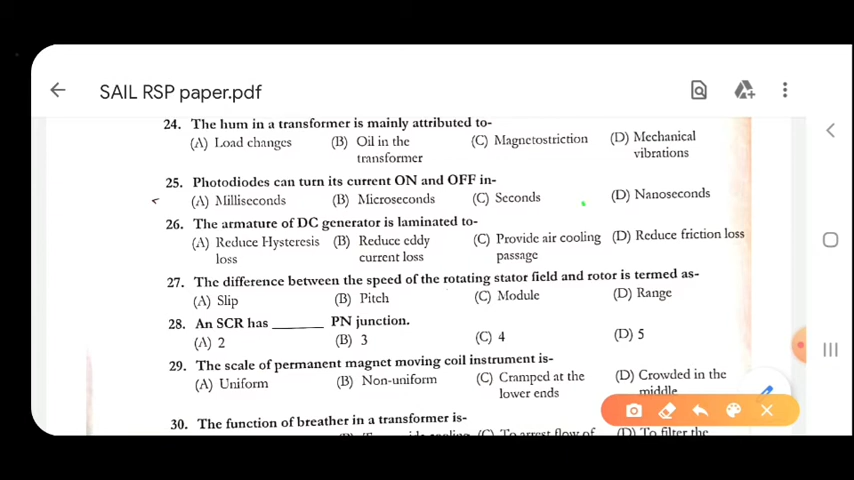 SAIL RSP paper.pdf
24. The hum in a transformer is mainly attributed to-
(A) Load changes (B) Oil in the transformer (C) Magnetostriction (D) Mechanical vibrations
25. Photodiodes can turn its current ON and OFF in-
(A) Milliseconds (B) Microseconds (C) Seconds (D) Nanoseconds
26. The armature of DC generator is laminated to-
(A) Reduce Hysteresis loss (B) Reduce eddy current loss (C) Provide air cooling passage (D) Reduce friction loss
27. The difference between the speed of the rotating stator field and rotor is termed as-
(A) Slip (B) Pitch (C) Module (D) Range
28. An SCR has ______ PN junction.
(A) 2 (B) 3 (C) 4 (D) 5
29. The scale of permanent magnet moving coil instrument is-
(A) Uniform (B) Non-uniform (C) Cramped at the lower ends (D) Crowded in the middle
30. The function of breather in a transformer is-
(C) To arrest flow of (D) To filter the